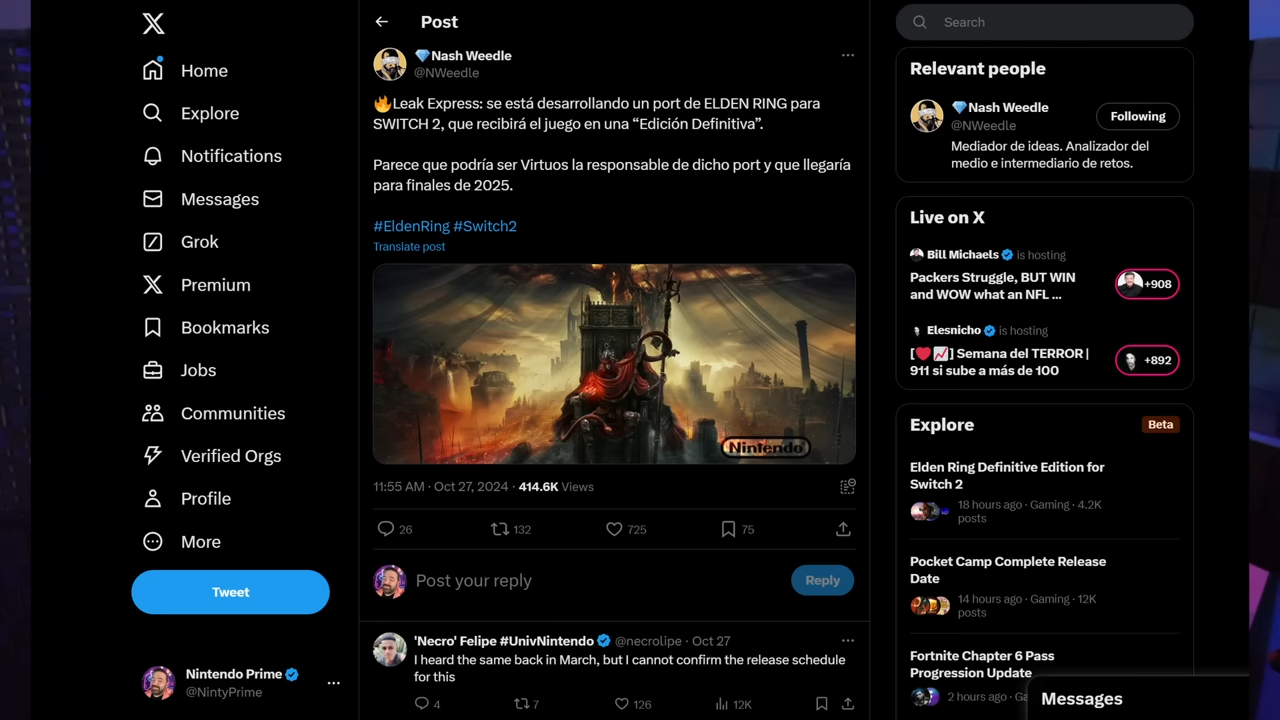 Home
Explore
Notifications
Messages
Grok
Premium
Bookmarks
Jobs
Communities
Verified Orgs
Profile
More
Tweet
Nintendo Prime
@NintyPrime
Post
Nash Weedle
@NWeedle
Leak Express: se está desarrollando un port de ELDEN RING para
SWITCH 2, que recibirá el juego en una “Edición Definitiva”.
Parece que podría ser Virtuos la responsable de dicho port y que llegaría
para finales de 2025.
#EldenRing #Switch2
Translate post
Nintendo
11:55 AM · Oct 27, 2024 · 414.6K Views
26 132 725 75
Post your reply
Reply
'Necro' Felipe #UnivNintendo @necrolipe · Oct 27
I heard the same back in March, but I cannot confirm the release schedule
for this
4 7 126 12K
Search
Relevant people
Nash Weedle
@NWeedle
Following
Mediador de ideas. Analizador del
medio e intermediario de retos.
Live on X
Bill Michaels is hosting
Packers Struggle, BUT WIN
and WOW what an NFL ...
+908
Elesnicho is hosting
[❤️📈] Semana del TERROR |
911 si sube a más de 100
+892
Explore
Beta
Elden Ring Definitive Edition for
Switch 2
18 hours ago · Gaming · 4.2K
posts
Pocket Camp Complete Release
Date
14 hours ago · Gaming · 12K
posts
Fortnite Chapter 6 Pass
Progression Update
2 hours ago ·
Messages